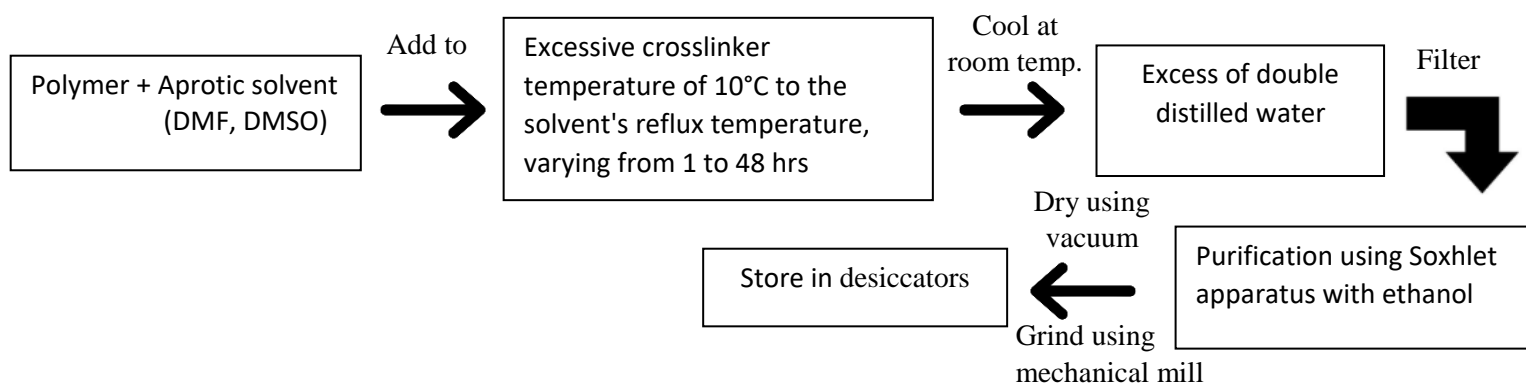 Polymer + Aprotic solvent
(DMF, DMSO)
Add to
Excessive crosslinker
temperature of 10°C to the
solvent's reflux temperature,
varying from 1 to 48 hrs
Cool at
room temp.
Excess of double
distilled water
Filter
Purification using Soxhlet
apparatus with ethanol
Dry using
vacuum
Grind using
mechanical mill
Store in desiccators